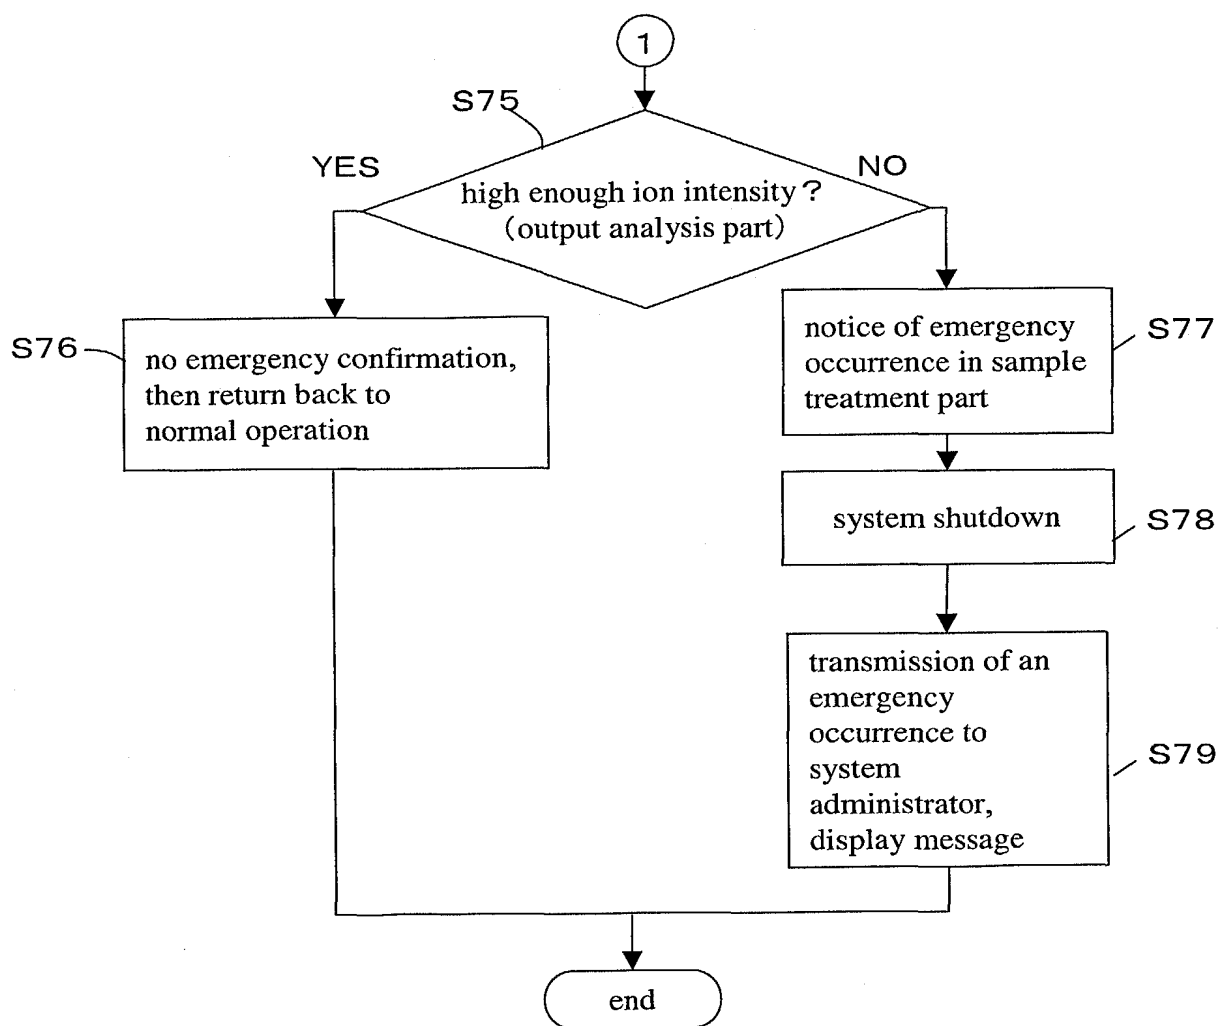 1
S75
YES
NO
high enough ion intensity?
(output analysis part)
S76
no emergency confirmation,
then return back to
normal operation
notice of emergency
occurrence in sample
treatment part
S77
system shutdown
S78
transmission of an
emergency
occurrence to
system
administrator,
display message
S79
end